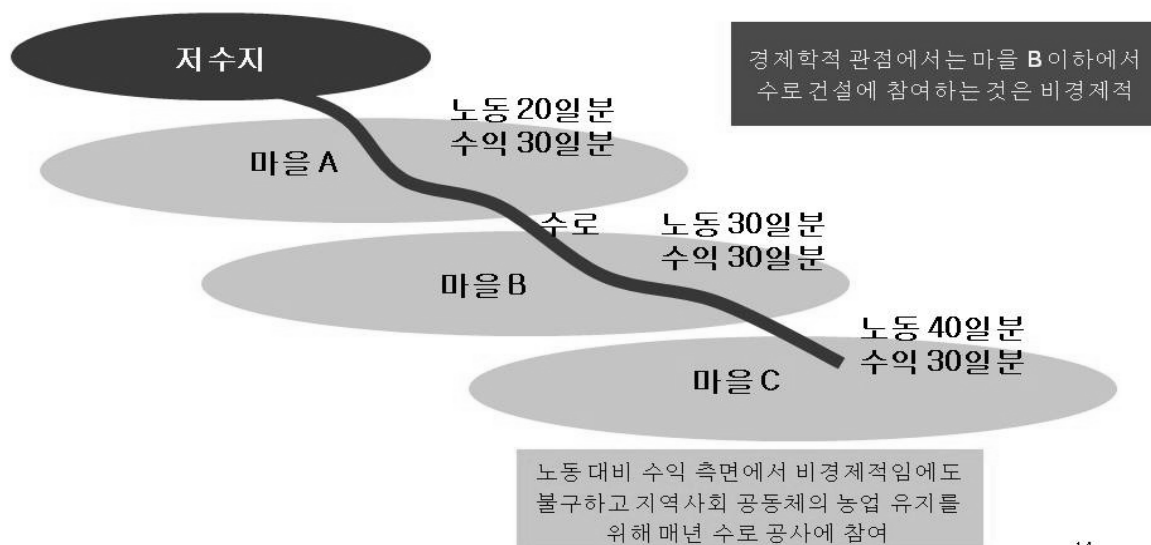 저수지
경제학적 관점에서는 마을 B 이하에서
수로 건설에 참여하는 것은 비경제적
노동 20일분
수익 30일분
마을 A
수로
노동 30일분
수익 30일분
마을 B
노동 40일분
수익 30일분
마을 C
노동 대비 수익 측면에서 비경제적임에도
불구하고 지역사회 공동체의 농업 유지를
위해 매년 수로 공사에 참여